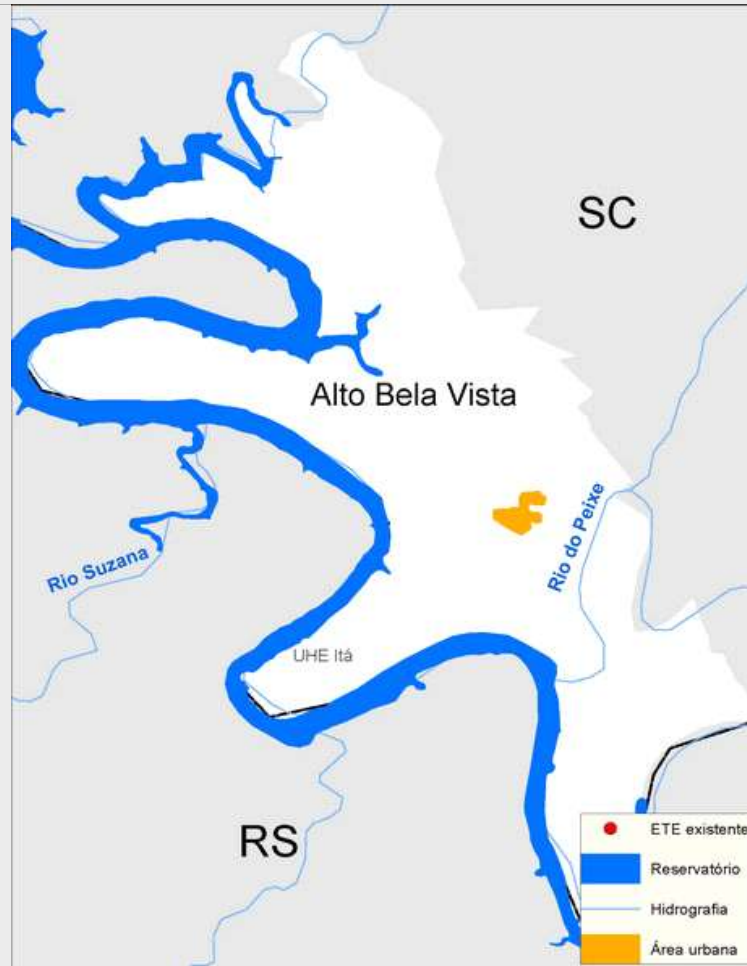 SC
Alto Bela Vista
Rio do Peixe
Rio Suzana
UHE Itá
RS
ETE existente
Reservatório
Hidrografia
Área urbana